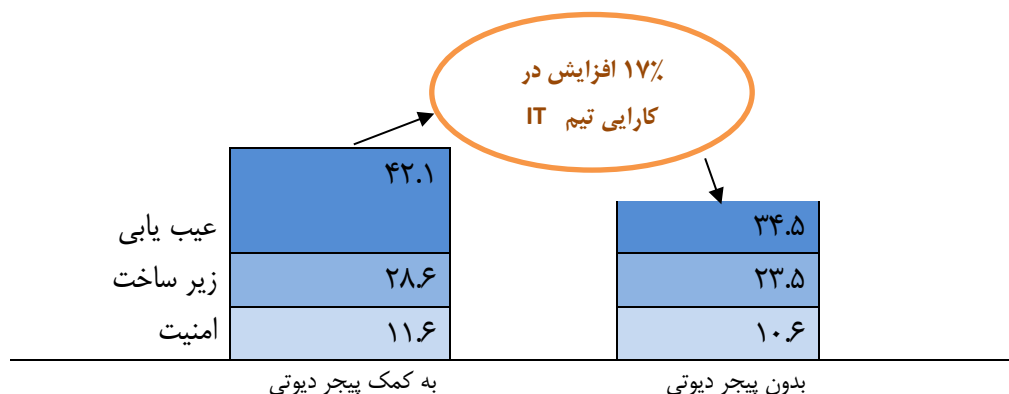 ۱۷٪ افزایش در
کارایی تیم IT
۴۲.۱
عیب یابی
۳۴.۵
زیر ساخت
۲۸.۶
۲۳.۵
امنیت
۱۱.۶
۱۰.۶
به کمک پیجر دیوتی
بدون پیجر دیوتی